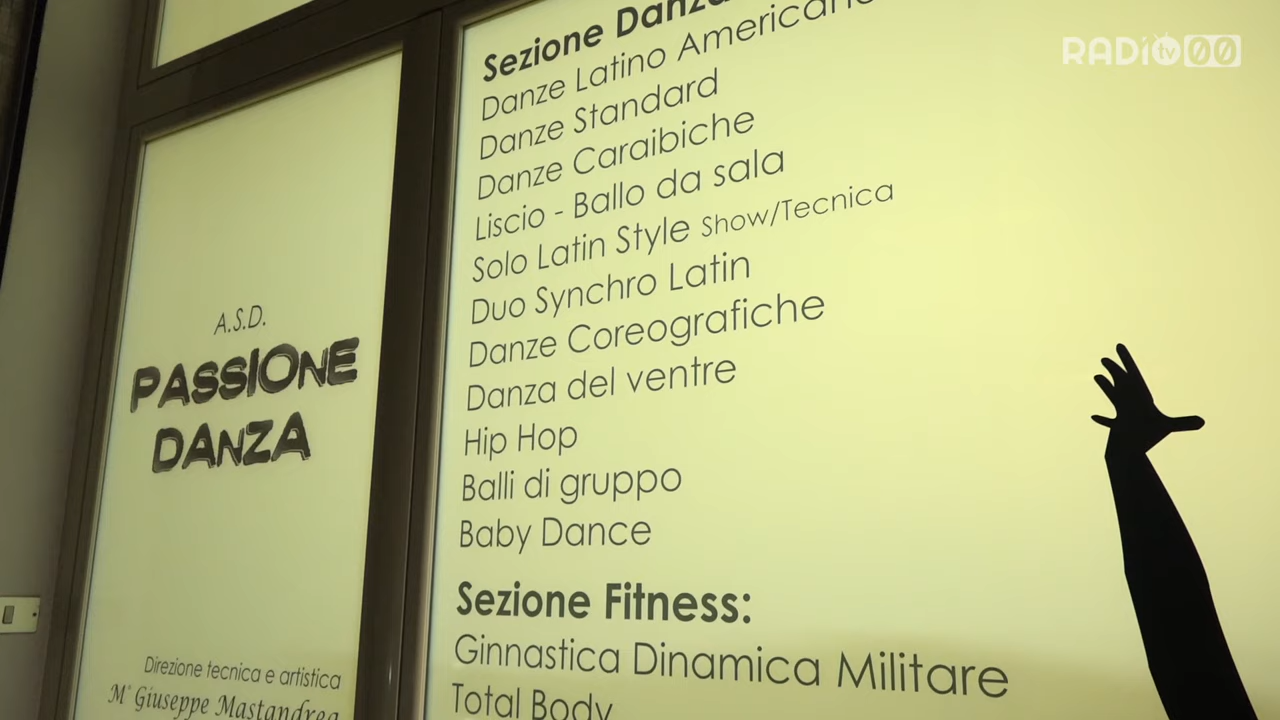 RADIO tv 00
A.S.D.
PASSIONE
DANZA
Direzione tecnica e artistica
M° Giuseppe Mastandrea
Sezione Danza
Danze Latino Americane
Danze Standard
Danze Caraibiche
Liscio - Ballo da sala
Solo Latin Style Show/Tecnica
Duo Synchro Latin
Danze Coreografiche
Danza del ventre
Hip Hop
Balli di gruppo
Baby Dance
Sezione Fitness:
Ginnastica Dinamica Militare
Total Body